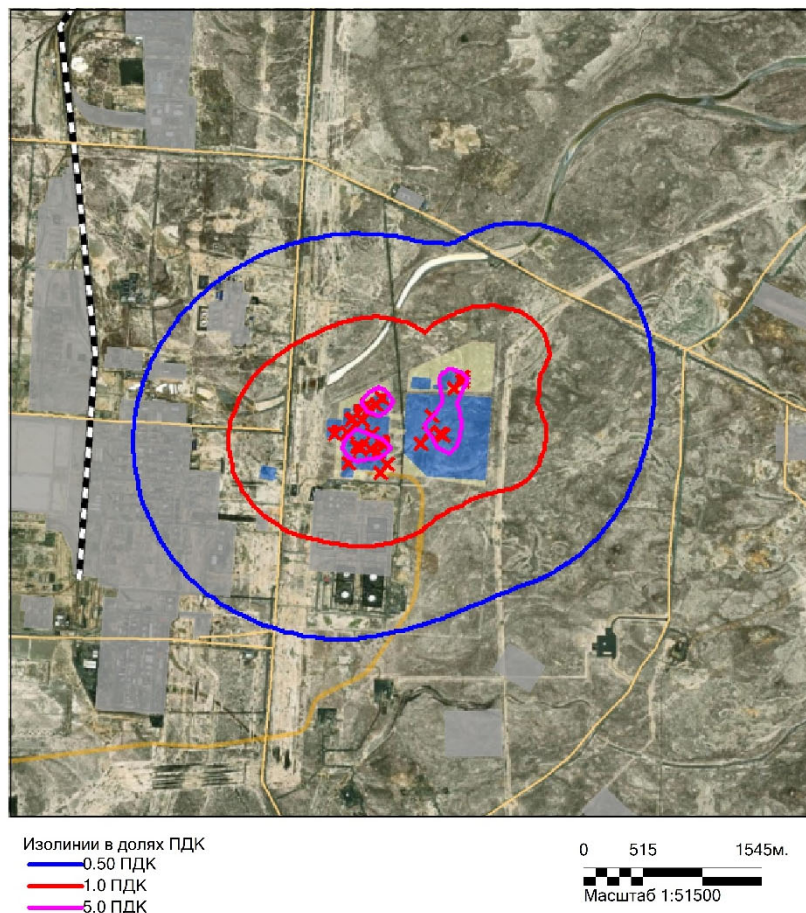 Изолинии в долях ПДК
0.50 ПДК
1.0 ПДК
5.0 ПДК
0 515 1545м.
Масштаб 1:51500